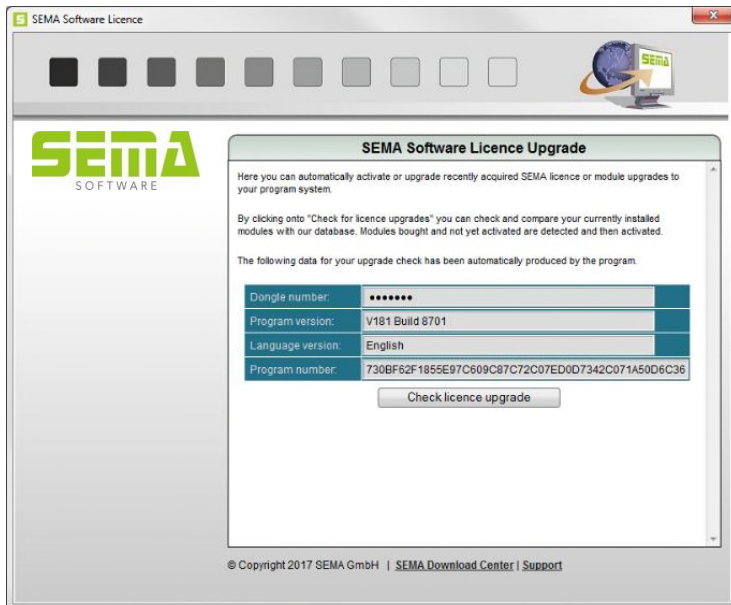 SEMA Software Licence
SEMA
SEMA
SOFTWARE
SEMA Software Licence Upgrade
Here you can automatically activate or upgrade recently acquired SEMA licence or module upgrades to
your program system.
By clicking onto "Check for licence upgrades" you can check and compare your currently installed
modules with our database. Modules bought and not yet activated are detected and then activated.
The following data for your upgrade check has been automatically produced by the program.
Dongle number: •••••••
Program version: V181 Build 8701
Language version: English
Program number: 730BF62F1855E97C609C87C72C07ED0D7342C071A50D6C36
Check licence upgrade
© Copyright 2017 SEMA GmbH | SEMA Download Center | Support